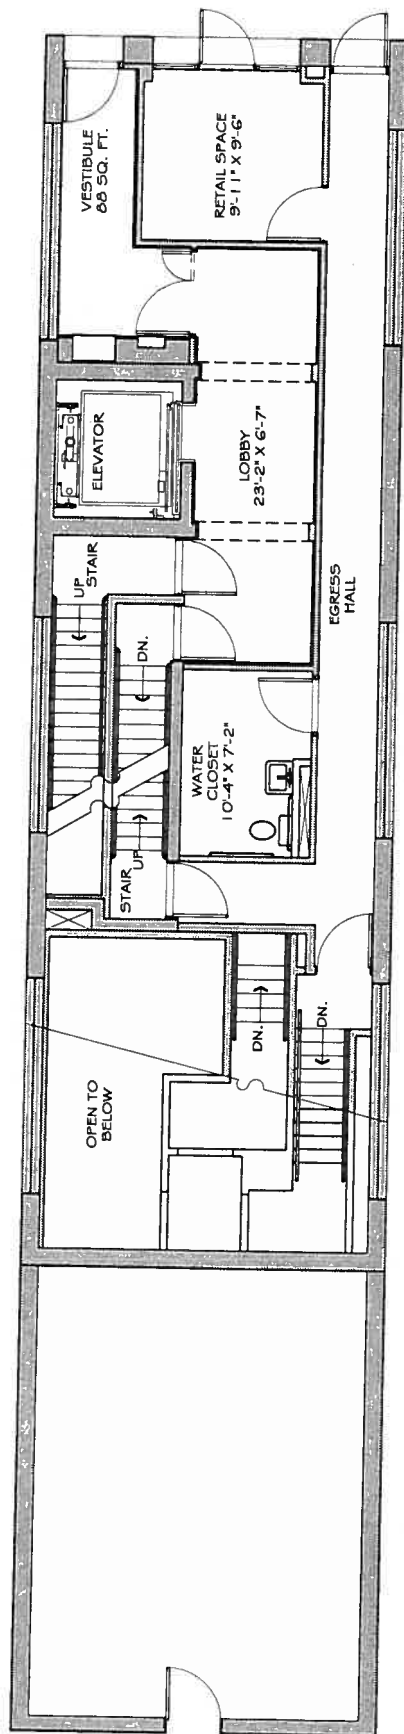 VESTIBULE
88 SQ. FT.
RETAIL SPACE
9'-11" X 9'-6"
ELEVATOR
LOBBY
23'-2" X 6'-7"
UP
STAIR
DN.
EGRESS
HALL
WATER
CLOSET
10'-4" X 7'-2"
STAIR
UP
OPEN TO
BELOW
DN.
DN.